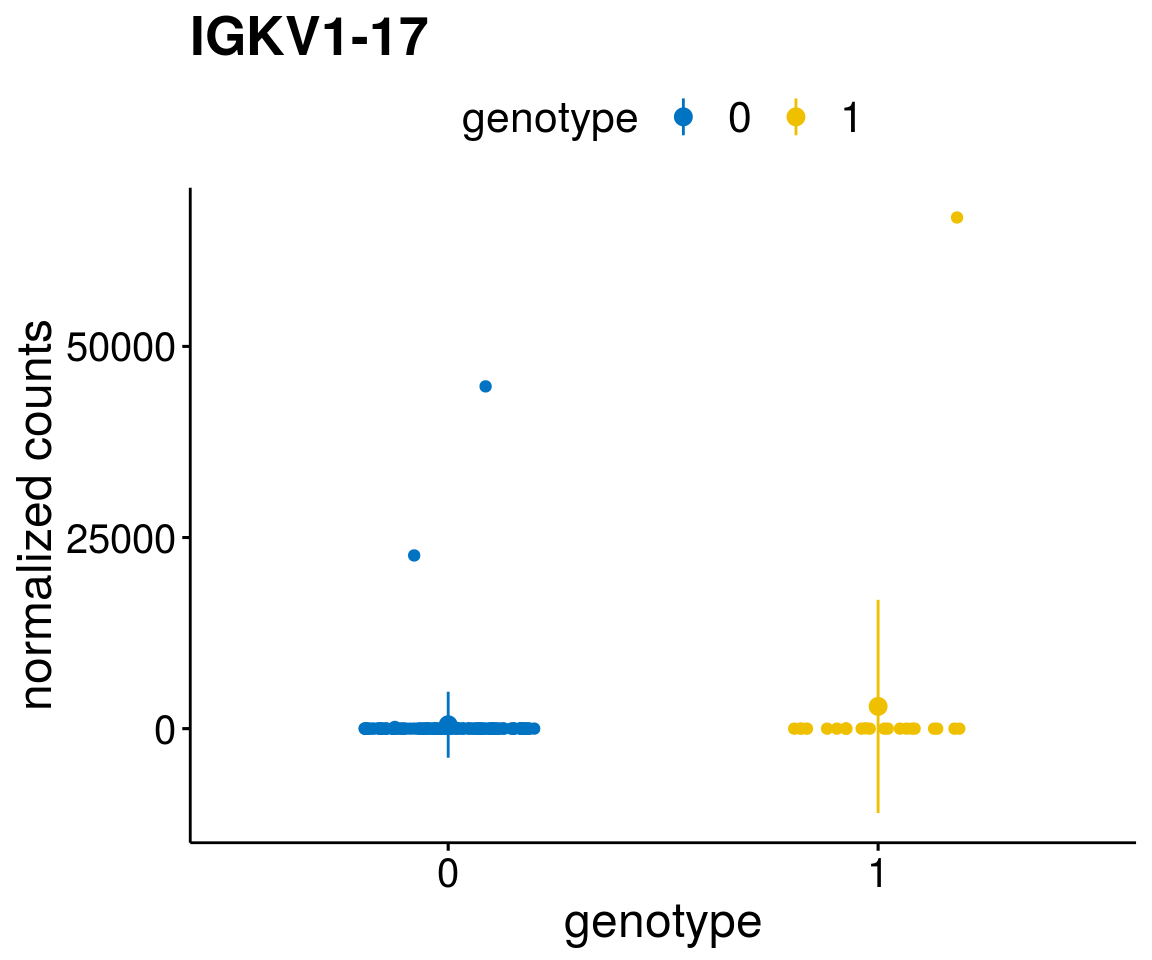 IGKV1-17
genotype 0 1
normalized counts
50000
25000
0
0 1
genotype